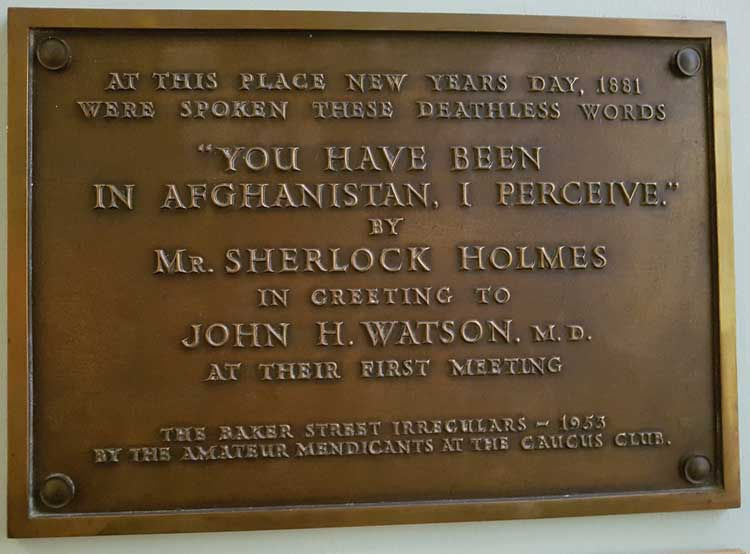 AT THIS PLACE NEW YEARS DAY, 1881
WERE SPOKEN THESE DEATHLESS WORDS
"YOU HAVE BEEN
IN AFGHANISTAN, I PERCEIVE."
BY
MR. SHERLOCK HOLMES
IN GREETING TO
JOHN H. WATSON, M.D.
AT THEIR FIRST MEETING
THE BAKER STREET IRREGULARS - 1953
BY THE AMATEUR MENDICANTS AT THE CAUCUS CLUB.